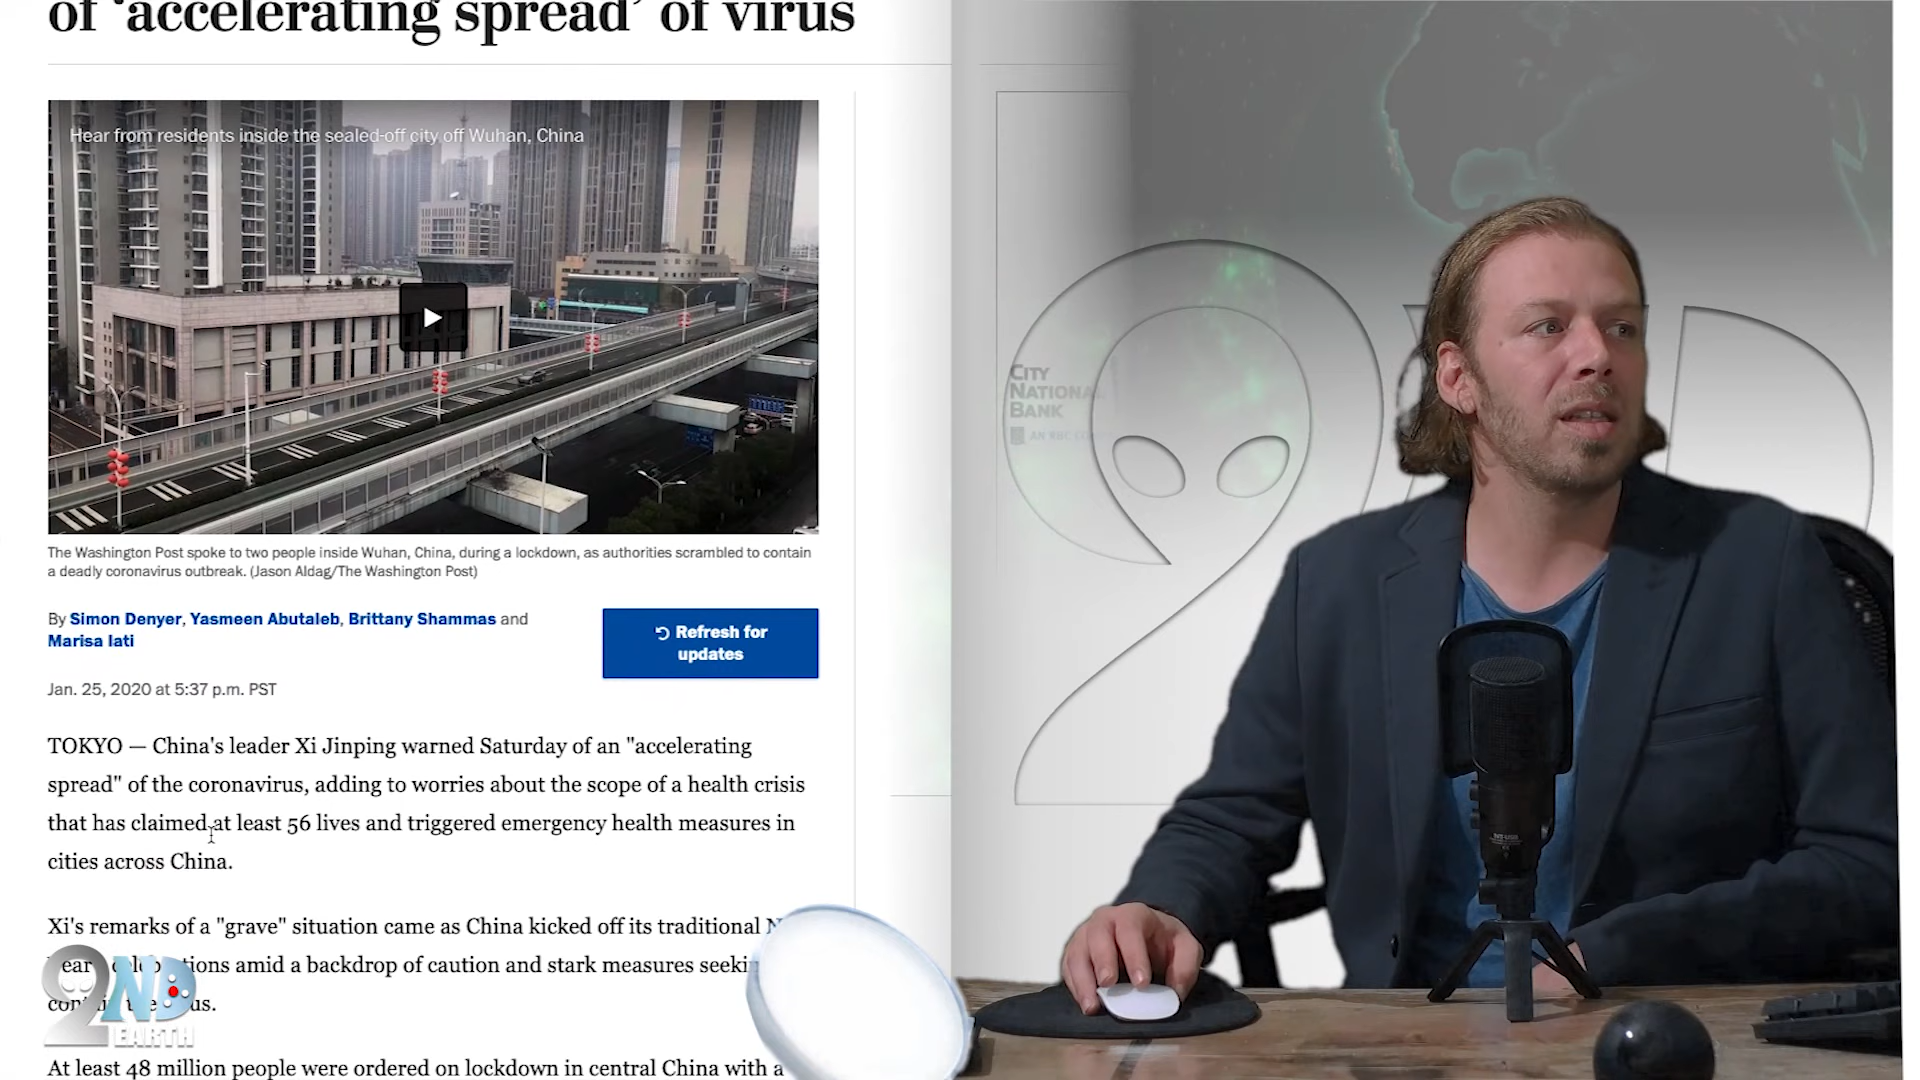 of ‘accelerating spread’ of virus
Hear from residents inside the sealed-off city off Wuhan, China
The Washington Post spoke to two people inside Wuhan, China, during a lockdown, as authorities scrambled to contain
a deadly coronavirus outbreak. (Jason Aldag/The Washington Post)
By Simon Denyer, Yasmeen Abutaleb, Brittany Shammas and
Marisa Iati
Refresh for
updates
Jan. 25, 2020 at 5:37 p.m. PST
TOKYO — China's leader Xi Jinping warned Saturday of an "accelerating
spread" of the coronavirus, adding to worries about the scope of a health crisis
that has claimed at least 56 lives and triggered emergency health measures in
cities across China.
Xi's remarks of a "grave" situation came as China kicked off its traditional
amid a backdrop of caution and stark measures
At least 48 million people were ordered on lockdown in central China with a
2ND
EARTH
CITY
NATIONAL
BANK
AN RBC
2ND